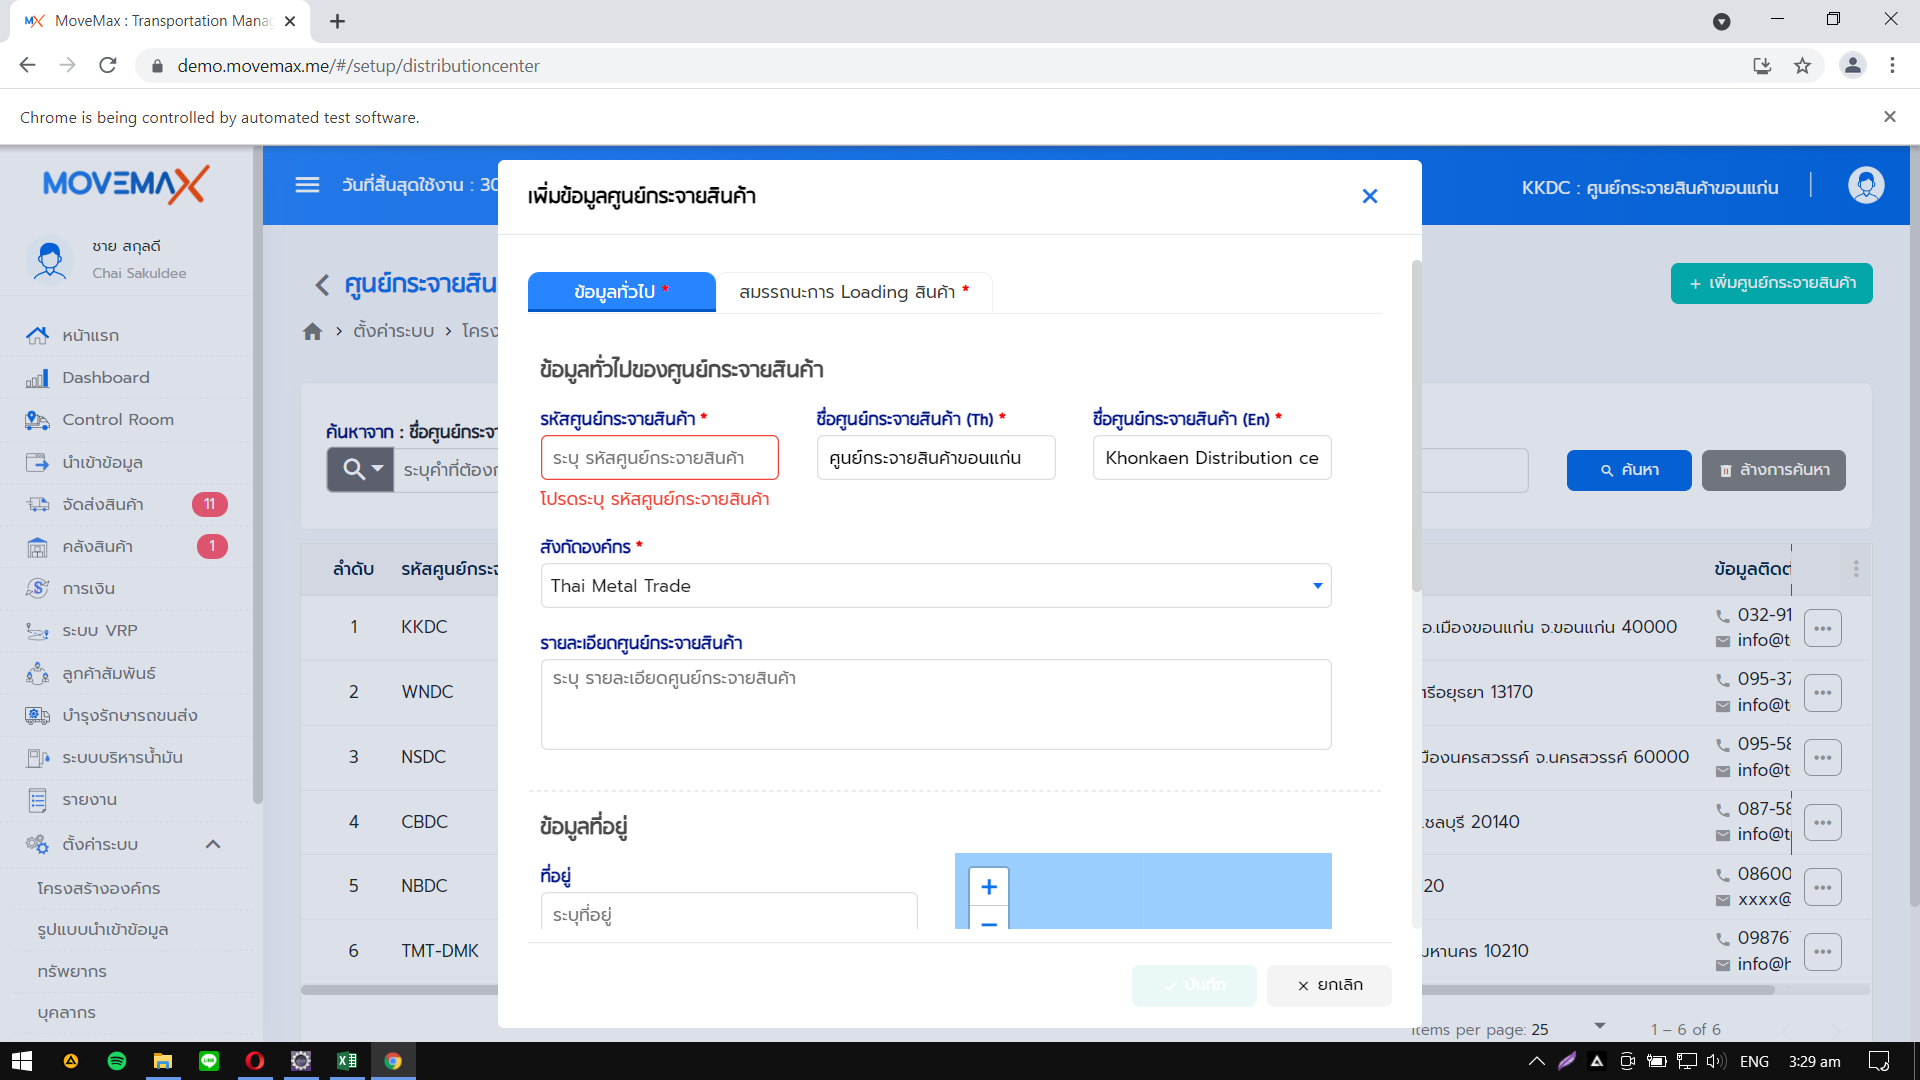 MoveMax : Transportation Mana
demo.movemax.me/#/setup/distributioncenter
Chrome is being controlled by automated test software.
MOVEMAX
วันที่สิ้นสุดใช้งาน : 30
KKDC : ศูนย์กระจายสินค้าขอนแก่น
ชาย สกุลดี
Chai Sakuldee
หน้าแรก
Dashboard
Control Room
นำเข้าข้อมูล
จัดส่งสินค้า 11
คลังสินค้า 1
การเงิน
ระบบ VRP
ลูกค้าสัมพันธ์
บำรุงรักษารถขนส่ง
ระบบบริหารน้ำมัน
รายงาน
ตั้งค่าระบบ
โครงสร้างองค์กร
รูปแบบนำเข้าข้อมูล
ทรัพยากร
บุคลากร
ศูนย์กระจายสิน
+ เพิ่มศูนย์กระจายสินค้า
> ตั้งค่าระบบ > โครง
ค้นหาจาก : ชื่อศูนย์กระจา
ระบุคำที่ต้องก
ค้นหา
ล้างการค้นหา
ลำดับ รหัสศูนย์กระจ ข้อมูลติดต่
1 KKDC อ.เมืองขอนแก่น จ.ขอนแก่น 40000 032-91
info@t
2 WNDC ศรีอยุธยา 13170 095-37
info@t
3 NSDC มืองนครสวรรค์ จ.นครสวรรค์ 60000 095-58
info@t
4 CBDC .ชลบุรี 20140 087-58
info@t
5 NBDC 20 08600
xxxx@
6 TMT-DMK มหานคร 10210 09876
info@h
Items per page: 25 1 – 6 of 6
เพิ่มข้อมูลศูนย์กระจายสินค้า
ข้อมูลทั่วไป *
สมรรถนะการ Loading สินค้า *
ข้อมูลทั่วไปของศูนย์กระจายสินค้า
รหัสศูนย์กระจายสินค้า * ชื่อศูนย์กระจายสินค้า (Th) * ชื่อศูนย์กระจายสินค้า (En) *
ระบุ รหัสศูนย์กระจายสินค้า ศูนย์กระจายสินค้าขอนแก่น Khonkaen Distribution ce
โปรดระบุ รหัสศูนย์กระจายสินค้า
สังกัดองค์กร *
Thai Metal Trade
รายละเอียดศูนย์กระจายสินค้า
ระบุ รายละเอียดศูนย์กระจายสินค้า
ข้อมูลที่อยู่
ที่อยู่
ระบุที่อยู่
+
−
บันทึก
ยกเลิก
ENG 3:29 am